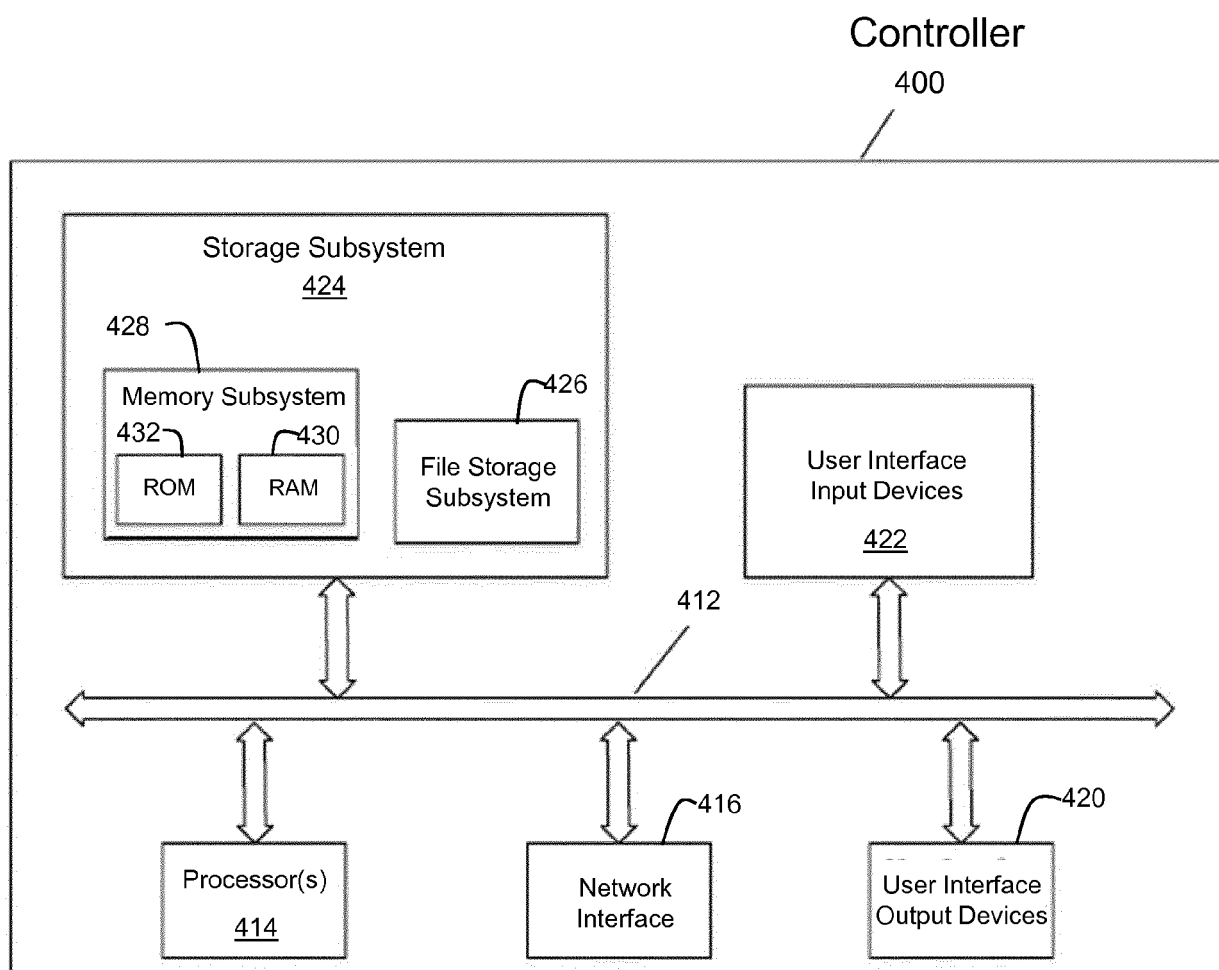 Controller
400
Storage Subsystem
424
428
Memory Subsystem
432
430
ROM
RAM
426
File Storage
Subsystem
User Interface
Input Devices
422
412
Processor(s)
414
416
Network
Interface
420
User Interface
Output Devices